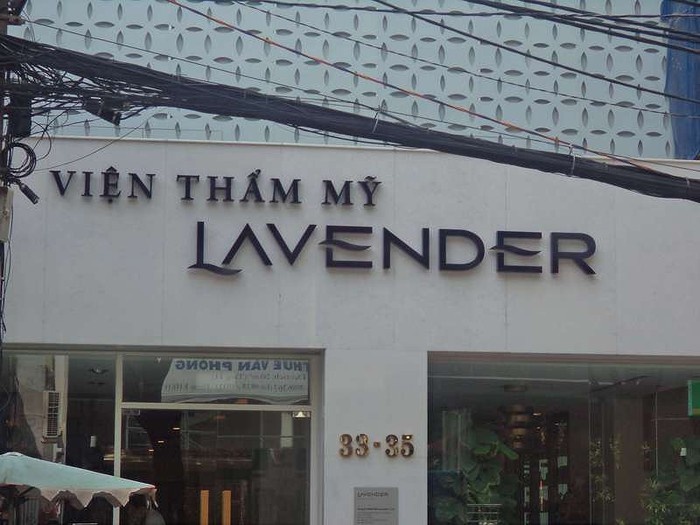 VIỆN THẨM MỸ
LAVENDER
THUÊ VĂN PHÒNG
33-35
LAVENDER